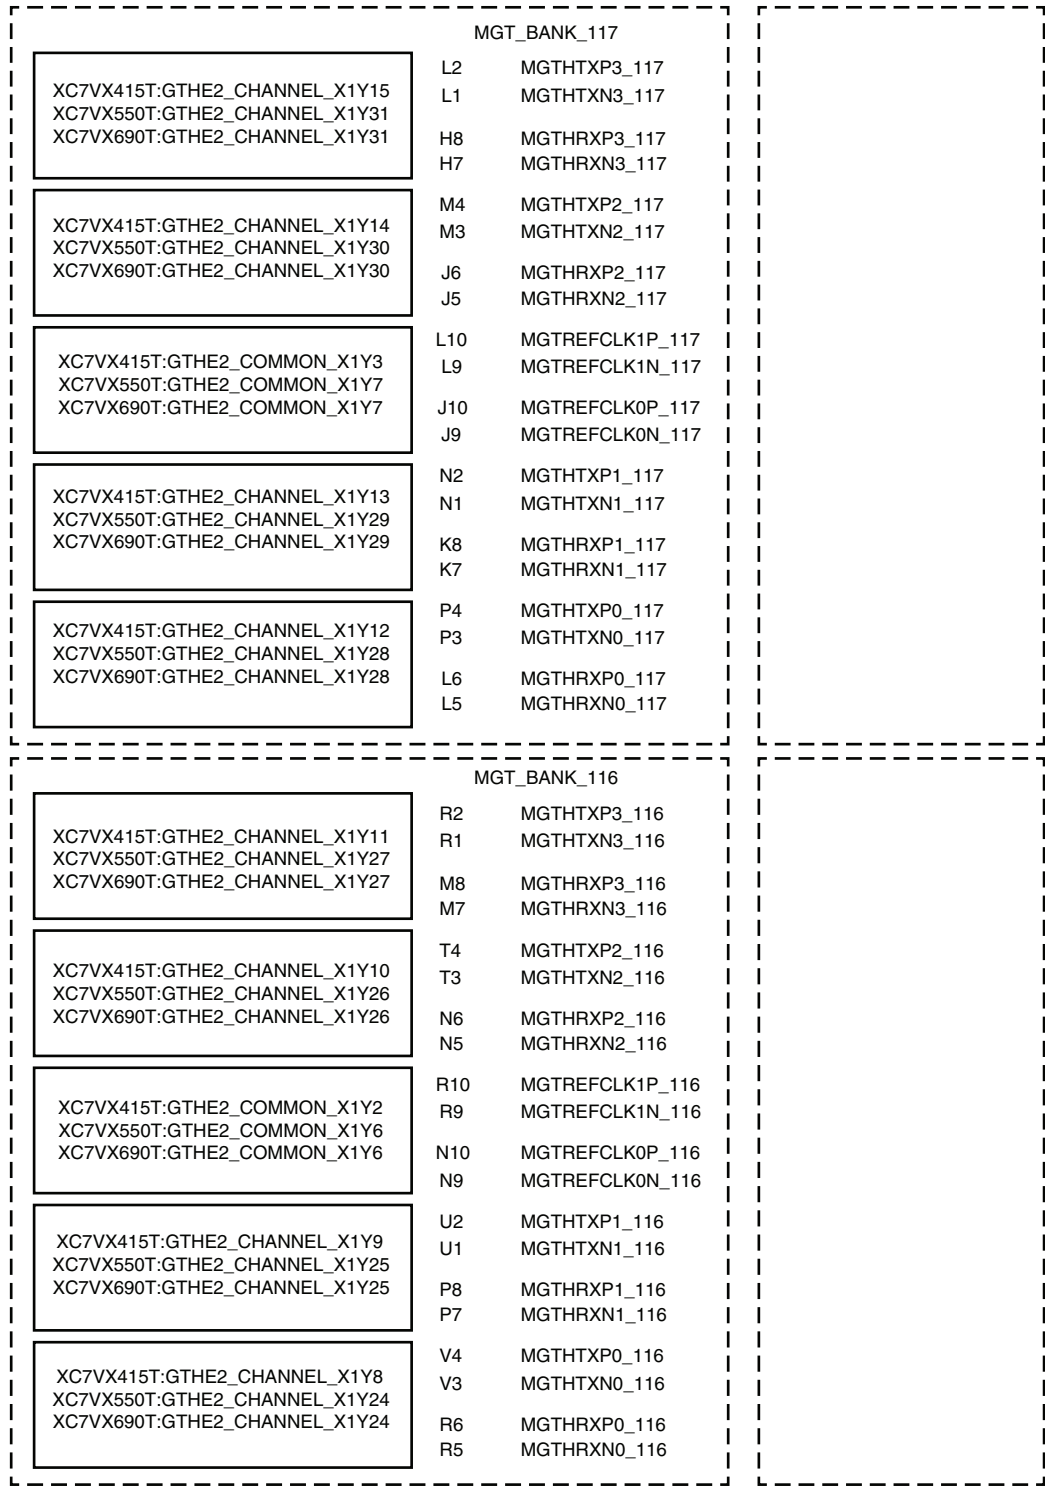 MGT_BANK_117
XC7VX415T:GTHE2_CHANNEL_X1Y15
XC7VX550T:GTHE2_CHANNEL_X1Y31
XC7VX690T:GTHE2_CHANNEL_X1Y31
L2 MGTHTXP3_117
L1 MGTHTXN3_117
H8 MGTHRXP3_117
H7 MGTHRXN3_117
XC7VX415T:GTHE2_CHANNEL_X1Y14
XC7VX550T:GTHE2_CHANNEL_X1Y30
XC7VX690T:GTHE2_CHANNEL_X1Y30
M4 MGTHTXP2_117
M3 MGTHTXN2_117
J6 MGTHRXP2_117
J5 MGTHRXN2_117
XC7VX415T:GTHE2_COMMON_X1Y3
XC7VX550T:GTHE2_COMMON_X1Y7
XC7VX690T:GTHE2_COMMON_X1Y7
L10 MGTREFCLK1P_117
L9 MGTREFCLK1N_117
J10 MGTREFCLK0P_117
J9 MGTREFCLK0N_117
XC7VX415T:GTHE2_CHANNEL_X1Y13
XC7VX550T:GTHE2_CHANNEL_X1Y29
XC7VX690T:GTHE2_CHANNEL_X1Y29
N2 MGTHTXP1_117
N1 MGTHTXN1_117
K8 MGTHRXP1_117
K7 MGTHRXN1_117
XC7VX415T:GTHE2_CHANNEL_X1Y12
XC7VX550T:GTHE2_CHANNEL_X1Y28
XC7VX690T:GTHE2_CHANNEL_X1Y28
P4 MGTHTXP0_117
P3 MGTHTXN0_117
L6 MGTHRXP0_117
L5 MGTHRXN0_117
MGT_BANK_116
XC7VX415T:GTHE2_CHANNEL_X1Y11
XC7VX550T:GTHE2_CHANNEL_X1Y27
XC7VX690T:GTHE2_CHANNEL_X1Y27
R2 MGTHTXP3_116
R1 MGTHTXN3_116
M8 MGTHRXP3_116
M7 MGTHRXN3_116
XC7VX415T:GTHE2_CHANNEL_X1Y10
XC7VX550T:GTHE2_CHANNEL_X1Y26
XC7VX690T:GTHE2_CHANNEL_X1Y26
T4 MGTHTXP2_116
T3 MGTHTXN2_116
N6 MGTHRXP2_116
N5 MGTHRXN2_116
XC7VX415T:GTHE2_COMMON_X1Y2
XC7VX550T:GTHE2_COMMON_X1Y6
XC7VX690T:GTHE2_COMMON_X1Y6
R10 MGTREFCLK1P_116
R9 MGTREFCLK1N_116
N10 MGTREFCLK0P_116
N9 MGTREFCLK0N_116
XC7VX415T:GTHE2_CHANNEL_X1Y9
XC7VX550T:GTHE2_CHANNEL_X1Y25
XC7VX690T:GTHE2_CHANNEL_X1Y25
U2 MGTHTXP1_116
U1 MGTHTXN1_116
P8 MGTHRXP1_116
P7 MGTHRXN1_116
XC7VX415T:GTHE2_CHANNEL_X1Y8
XC7VX550T:GTHE2_CHANNEL_X1Y24
XC7VX690T:GTHE2_CHANNEL_X1Y24
V4 MGTHTXP0_116
V3 MGTHTXN0_116
R6 MGTHRXP0_116
R5 MGTHRXN0_116